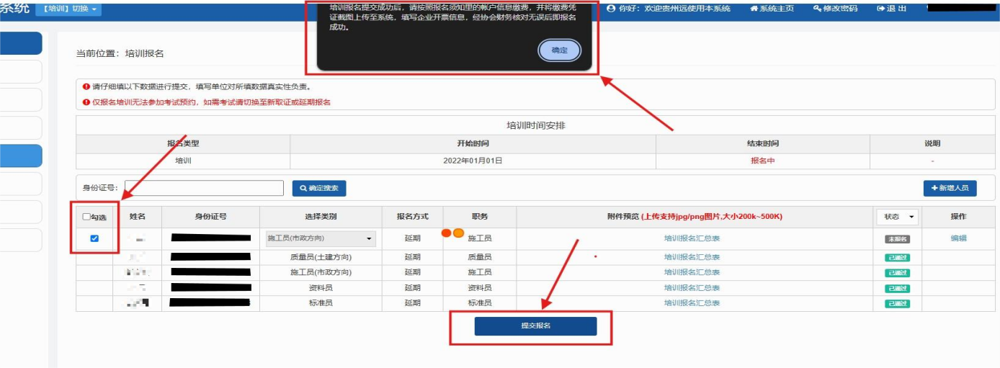 系统 【培训】切换
培训报名提交成功后，请按照报名须知里的帐户信息缴费，并将缴费凭
证截图上传至系统，填写企业开票信息，经协会财务核对无误后即报名
成功。
确定
你好：欢迎贵州远使用本系统 系统主页 修改密码 退 出
当前位置：培训报名
请仔细填以下数据进行提交，填写单位对所填数据真实性负责。
仅报名培训无法参加考试预约，如需考试请切换至新取证或延期报名
培训时间安排
报名类型 开始时间 结束时间 说明
培训 2022年01月01日 报名中 -
身份证号： 确定搜索 +新增人员
勾选 姓名 身份证号 选择类别 报名方式 职务 附件预览 (上传支持jpg/png图片,大小200k~500K) 状态 操作
施工员(市政方向) 延期 施工员 培训报名汇总表 未报名 编辑
质量员(土建方向) 延期 质量员 培训报名汇总表 已通过
施工员(市政方向) 延期 施工员 培训报名汇总表 已通过
资料员 延期 资料员 培训报名汇总表 已通过
标准员 延期 标准员 培训报名汇总表 已通过
提交报名